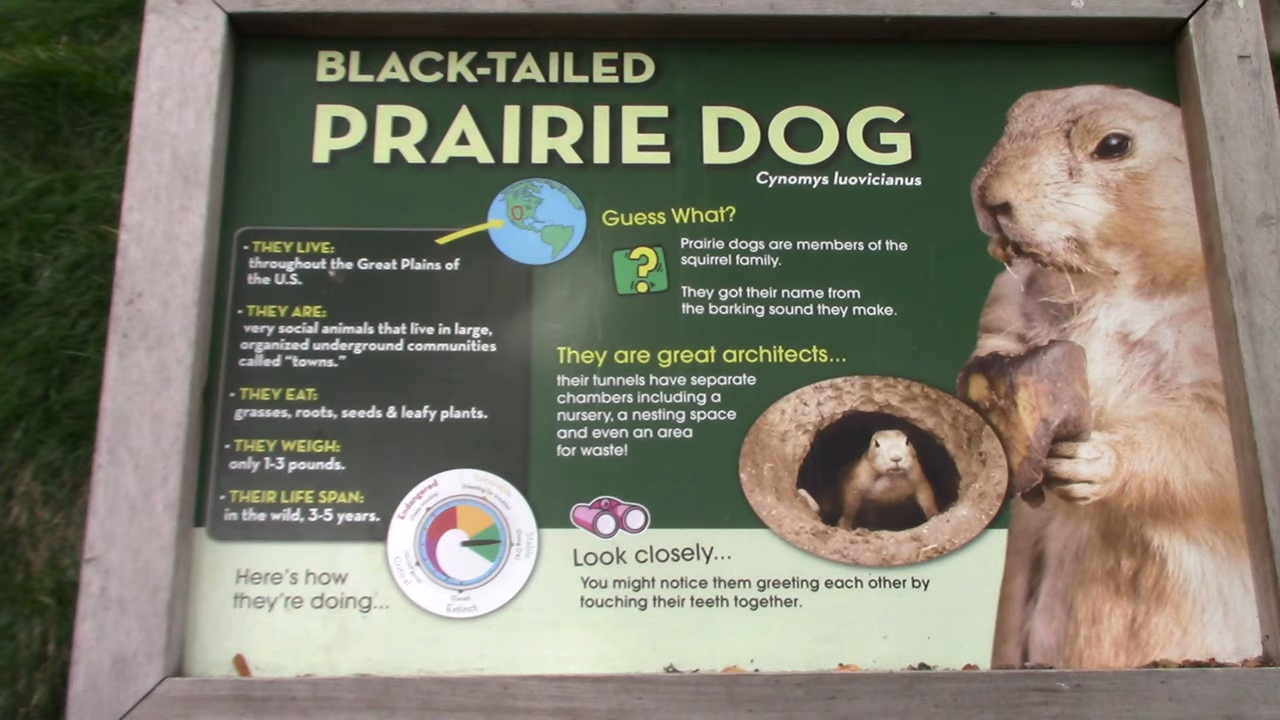 BLACK-TAILED
PRAIRIE DOG
Cynomys luovicianus
• THEY LIVE:
throughout the Great Plains of
the U.S.
• THEY ARE:
very social animals that live in large,
organized underground communities
called “towns.”
• THEY EAT:
grasses, roots, seeds & leafy plants.
• THEY WEIGH:
only 1-3 pounds.
• THEIR LIFE SPAN:
in the wild, 3-5 years.
Here's how
they're doing...
Endangered
Stable
Critical
Extinct
Guess What?
?
Prairie dogs are members of the
squirrel family.
They got their name from
the barking sound they make.
They are great architects...
their tunnels have separate
chambers including a
nursery, a nesting space
and even an area
for waste!
Look closely...
You might notice them greeting each other by
touching their teeth together.